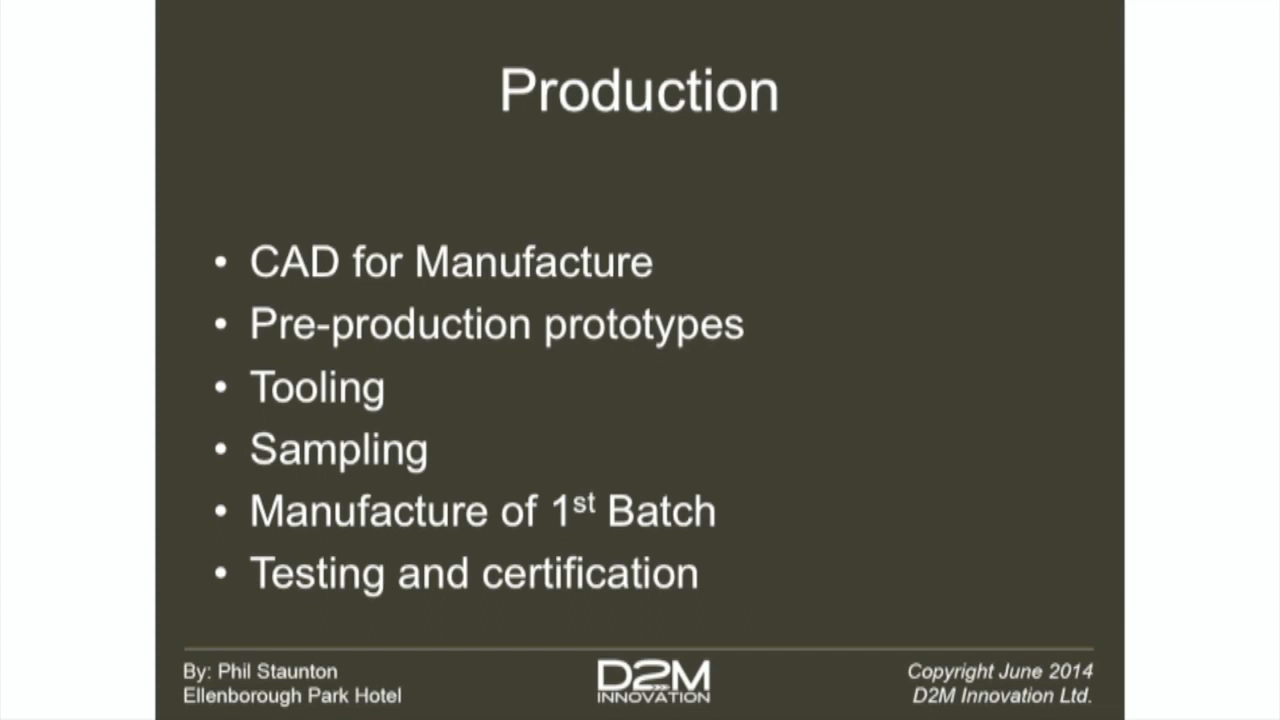 Production
• CAD for Manufacture
• Pre-production prototypes
• Tooling
• Sampling
• Manufacture of 1st Batch
• Testing and certification
By: Phil Staunton
Ellenborough Park Hotel
D2M
INNOVATION
Copyright June 2014
D2M Innovation Ltd.